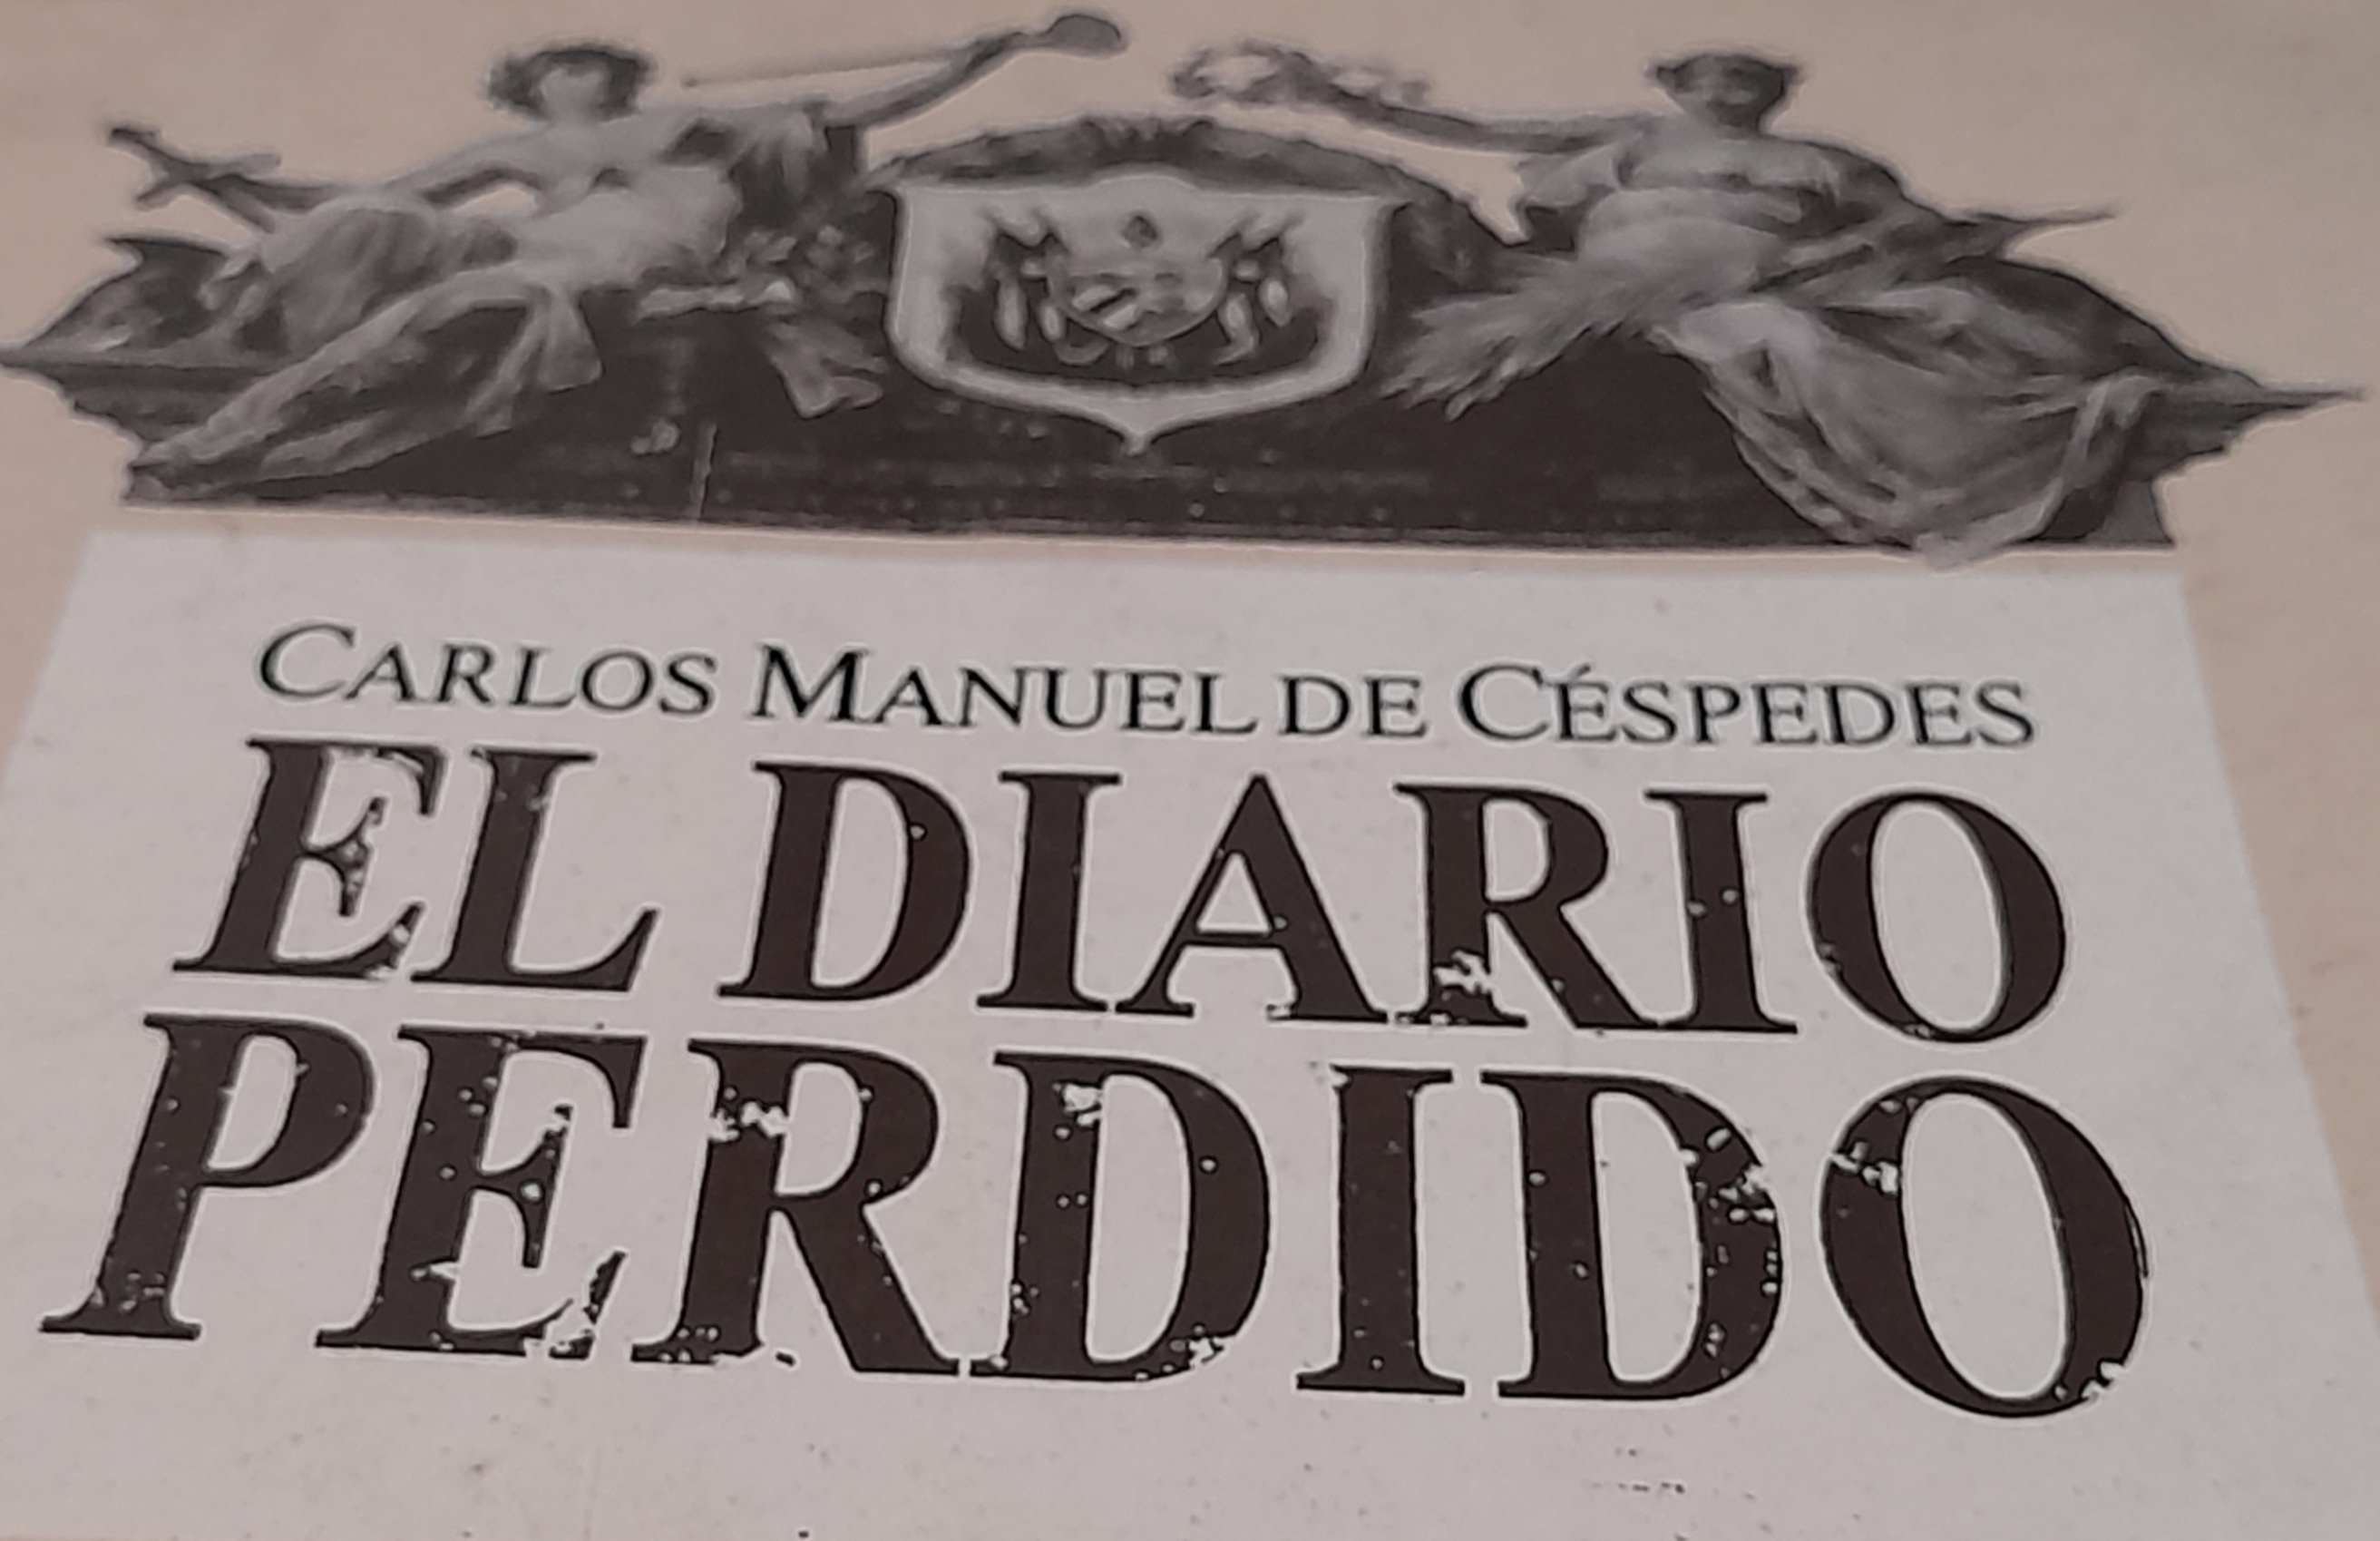 CARLOS MANUEL DE CÉSPEDES
EL DIARIO
PERDIDO